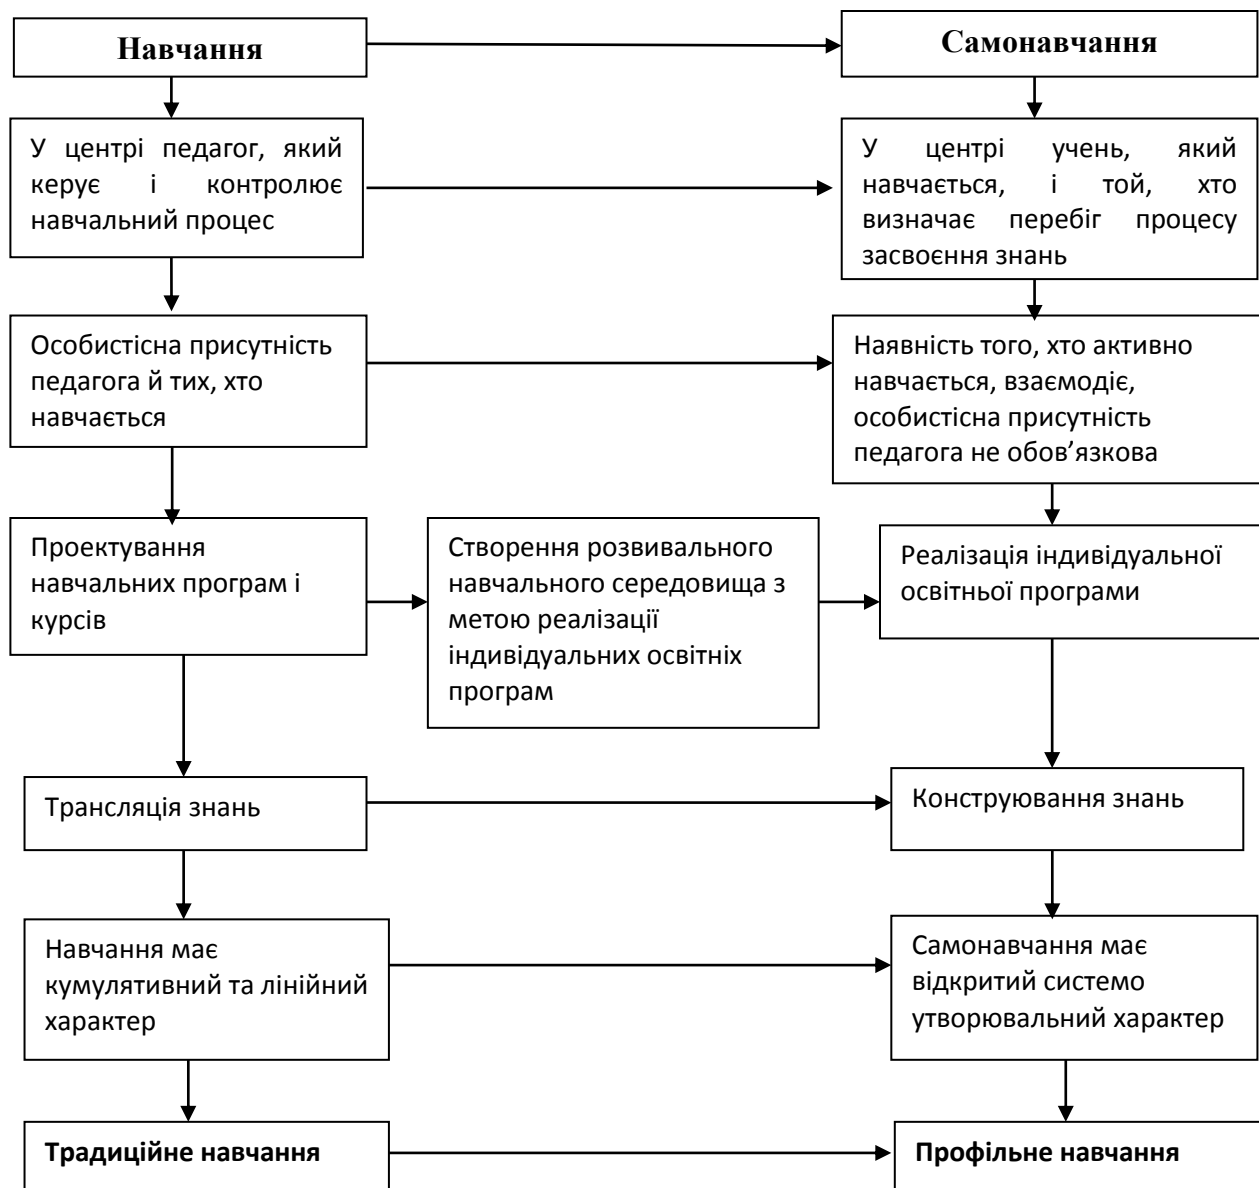 Навчання
Самонавчання
У центрі педагог, який
керує і контролює
навчальний процес
У центрі учень, який
навчається, і той, хто
визначає перебіг процесу
засвоєння знань
Особистісна присутність
педагога й тих, хто
навчається
Наявність того, хто активно
навчається, взаємодіє,
особистісна присутність
педагога не обов’язкова
Проектування
навчальних програм і
курсів
Створення розвивального
навчального середовища з
метою реалізації
індивідуальних освітніх
програм
Реалізація індивідуальної
освітньої програми
Трансляція знань
Конструювання знань
Навчання має
кумулятивний та лінійний
характер
Самонавчання має
відкритий системо
утворювальний характер
Традиційне навчання
Профільне навчання